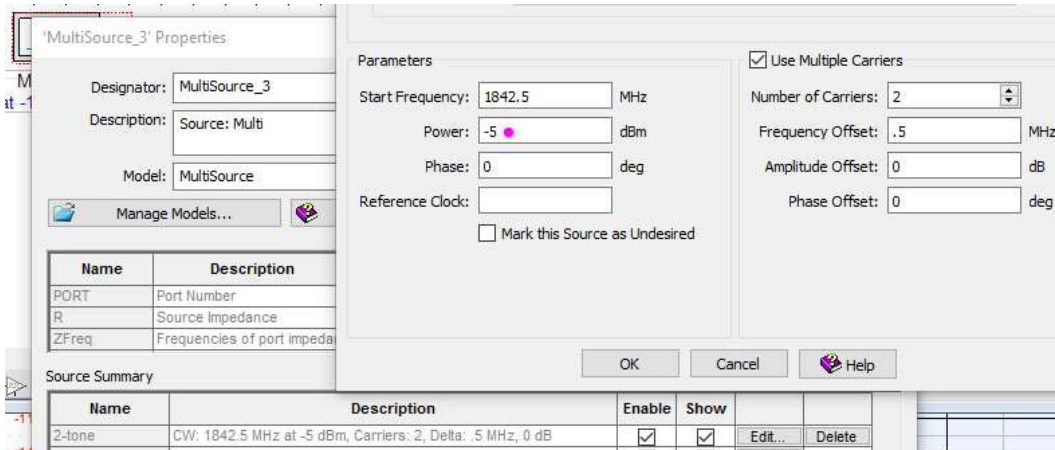 'MultiSource_3' Properties
Designator: MultiSource_3
Description: Source: Multi
Model: MultiSource
Manage Models...
Name Description
PORT Port Number
R Source Impedance
ZFreq Frequencies of port impeda
Parameters
Start Frequency: 1842.5 MHz
Power: -5 dBm
Phase: 0 deg
Reference Clock:
Mark this Source as Undesired
Use Multiple Carriers
Number of Carriers: 2
Frequency Offset: .5 MHz
Amplitude Offset: 0 dB
Phase Offset: 0 deg
OK Cancel Help
Source Summary
Name Description Enable Show
2-tone CW: 1842.5 MHz at -5 dBm, Carriers: 2, Delta: .5 MHz, 0 dB Edit... Delete
M
at -1
-11